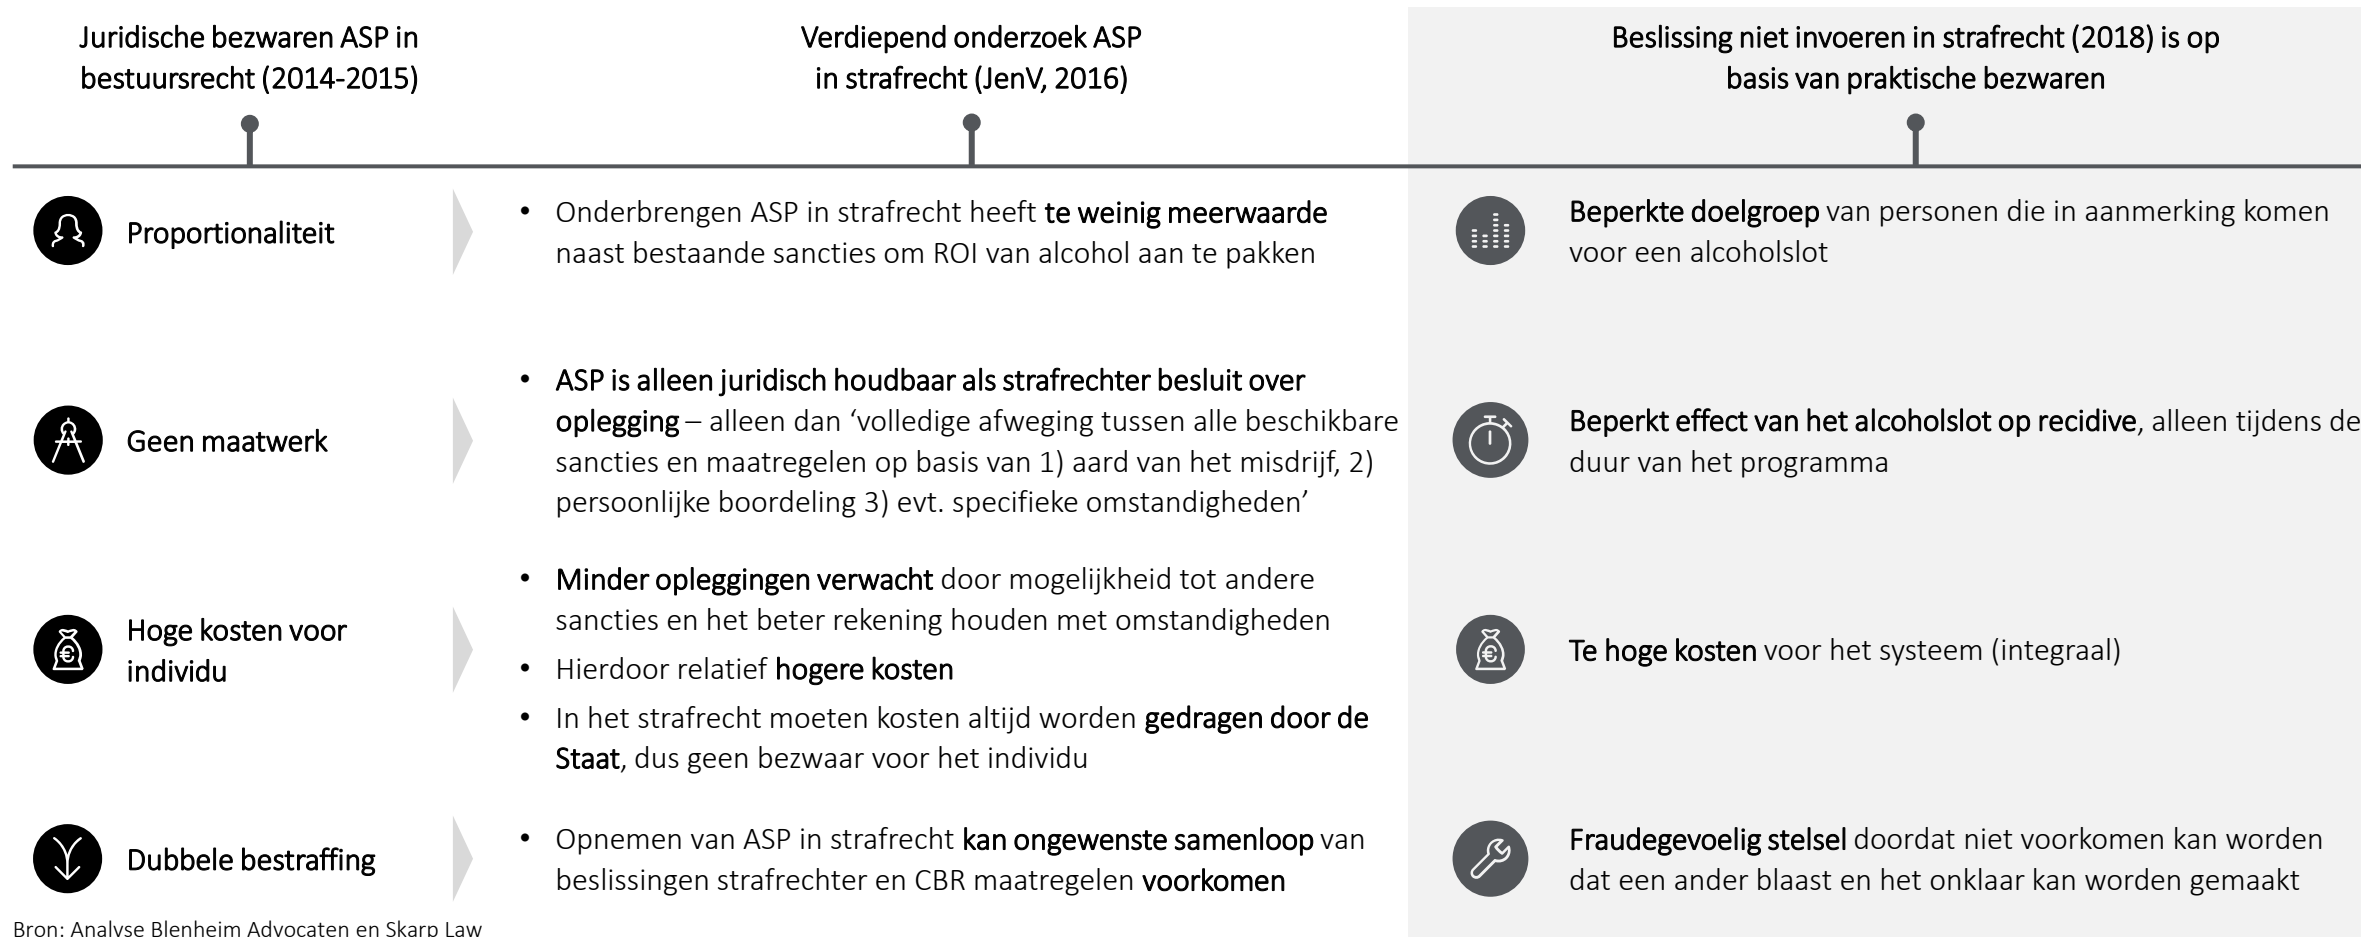 Juridische bezwaren ASP in
bestuursrecht (2014-2015)
Verdiepend onderzoek ASP
in strafrecht (JenV, 2016)
Beslissing niet invoeren in strafrecht (2018) is op
basis van praktische bezwaren
Proportionaliteit
• Onderbrengen ASP in strafrecht heeft te weinig meerwaarde
naast bestaande sancties om ROI van alcohol aan te pakken
Beperkte doelgroep van personen die in aanmerking komen
voor een alcoholslot
Geen maatwerk
• ASP is alleen juridisch houdbaar als strafrechter besluit over
oplegging – alleen dan ‘volledige afweging tussen alle beschikbare
sancties en maatregelen op basis van 1) aard van het misdrijf, 2)
persoonlijke boordeling 3) evt. specifieke omstandigheden’
Beperkt effect van het alcoholslot op recidive, alleen tijdens de
duur van het programma
Hoge kosten voor
individu
• Minder opleggingen verwacht door mogelijkheid tot andere
sancties en het beter rekening houden met omstandigheden
• Hierdoor relatief hogere kosten
• In het strafrecht moeten kosten altijd worden gedragen door de
Staat, dus geen bezwaar voor het individu
Te hoge kosten voor het systeem (integraal)
Dubbele bestraffing
• Opnemen van ASP in strafrecht kan ongewenste samenloop van
beslissingen strafrechter en CBR maatregelen voorkomen
Fraudegevoelig stelsel doordat niet voorkomen kan worden
dat een ander blaast en het onklaar kan worden gemaakt
Bron: Analyse Blenheim Advocaten en Skarp Law